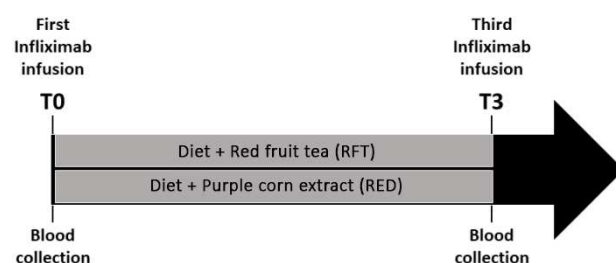 First
Infliximab
infusion
T0
Third
Infliximab
infusion
T3
Diet + Red fruit tea (RFT)
Diet + Purple corn extract (RED)
Blood
collection
Blood
collection